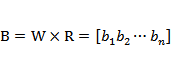 B = W × R = [b₁b₂ ⋯ bₙ]